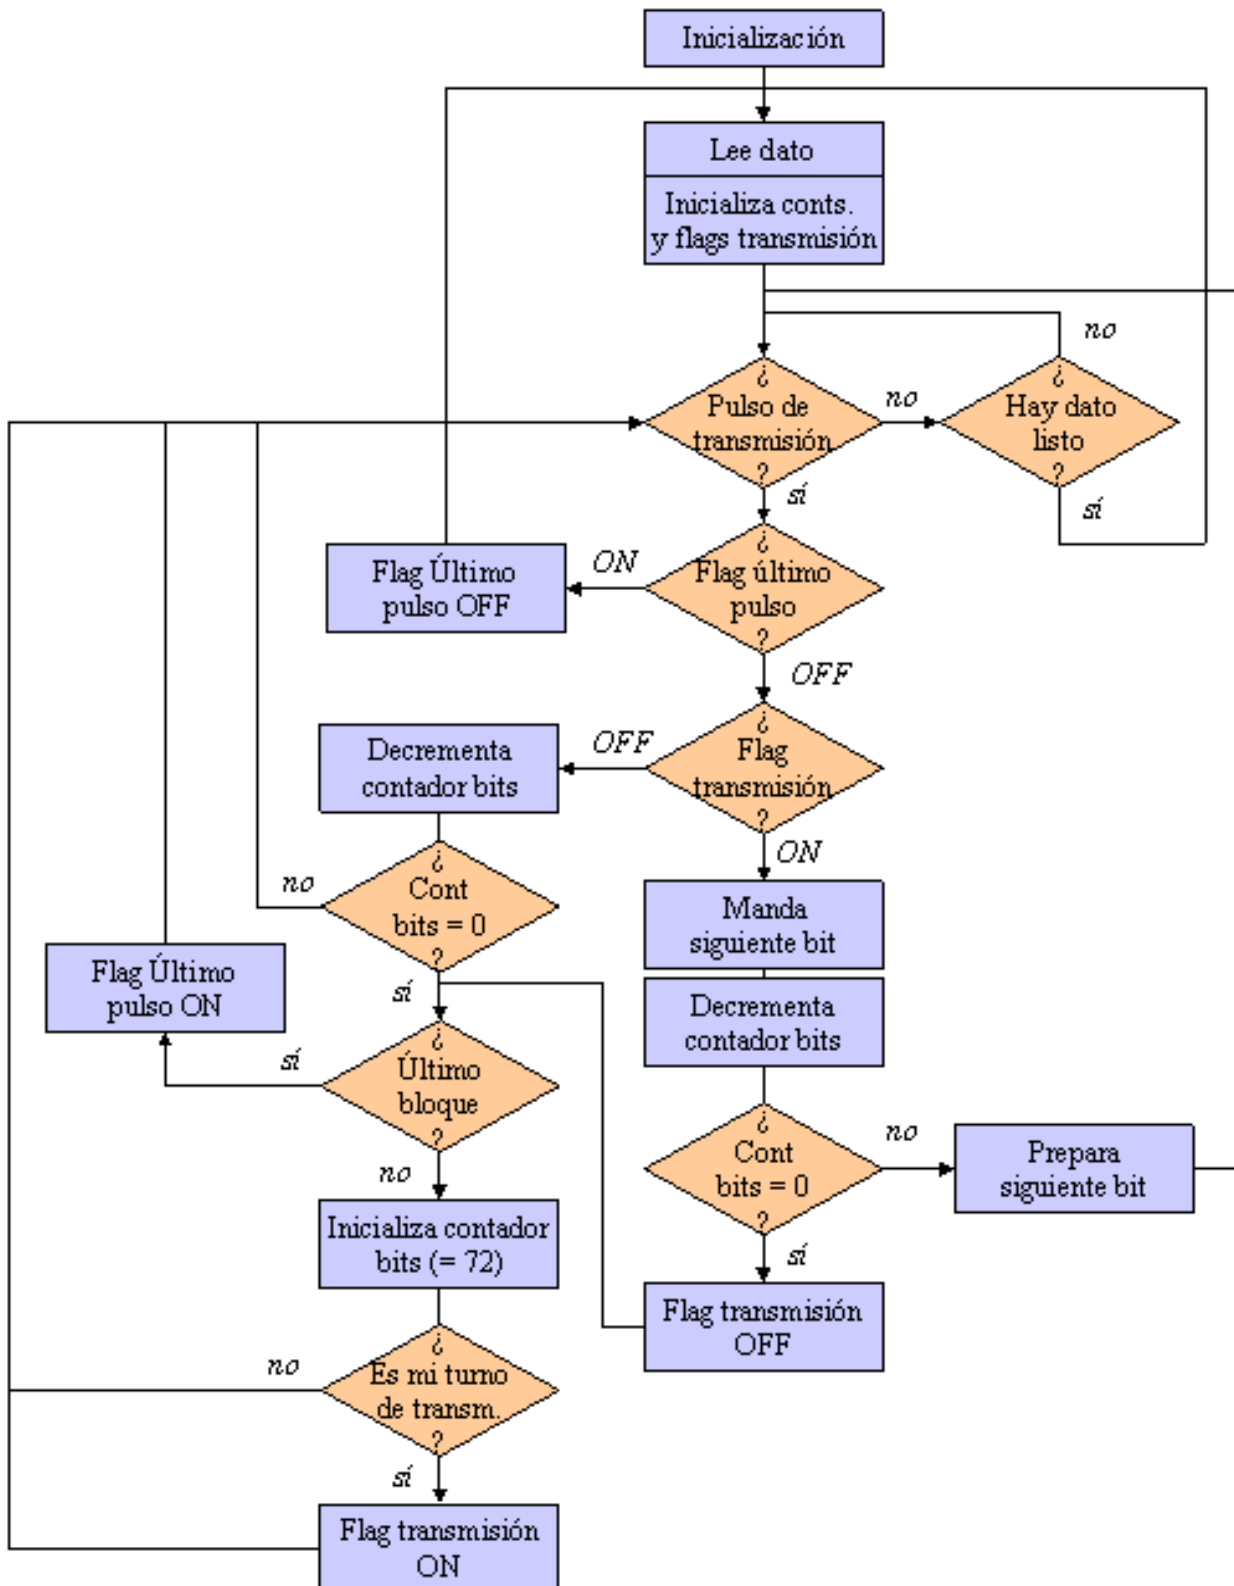 Inicialización
Lee dato
Inicializa conts.
y flags transmisión
no
¿
Pulso de
transmisión
?
no
¿
Hay dato
listo
?
sí
sí
Flag Último
pulso OFF
ON
¿
Flag último
pulso
?
OFF
Decrementa
contador bits
OFF
¿
Flag
transmisión
?
ON
no
¿
Cont
bits = 0
?
Manda
siguiente bit
Flag Último
pulso ON
sí
Decrementa
contador bits
sí
¿
Último
bloque
?
no
¿
Cont
bits = 0
?
no
Prepara
siguiente bit
Inicializa contador
bits (= 72)
sí
Flag transmisión
OFF
no
¿
Es mi turno
de transm.
?
sí
Flag transmisión
ON